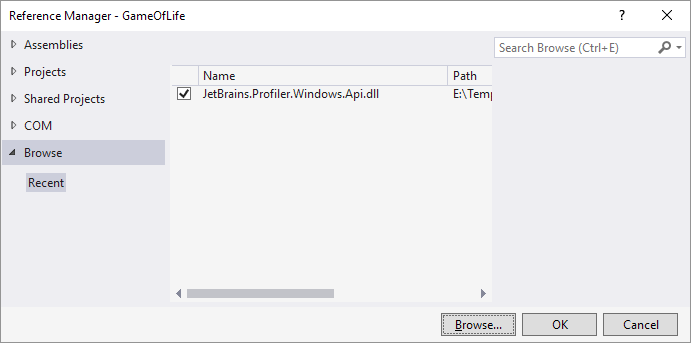 Reference Manager - GameOfLife
?
Assemblies
Projects
Shared Projects
COM
Browse
Recent
Search Browse (Ctrl+E)
Name Path
JetBrains.Profiler.Windows.Api.dll E:\Temp
Browse... OK Cancel